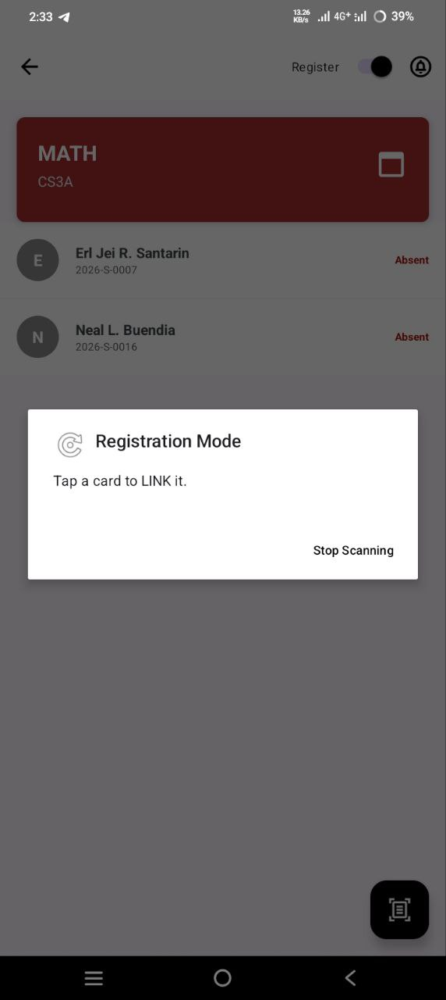 2:33
13.26
KB/s
4G+
39%
Register
MATH
CS3A
E
Erl Jei R. Santarin
2026-S-0007
Absent
N
Neal L. Buendia
2026-S-0016
Absent
Registration Mode
Tap a card to LINK it.
Stop Scanning